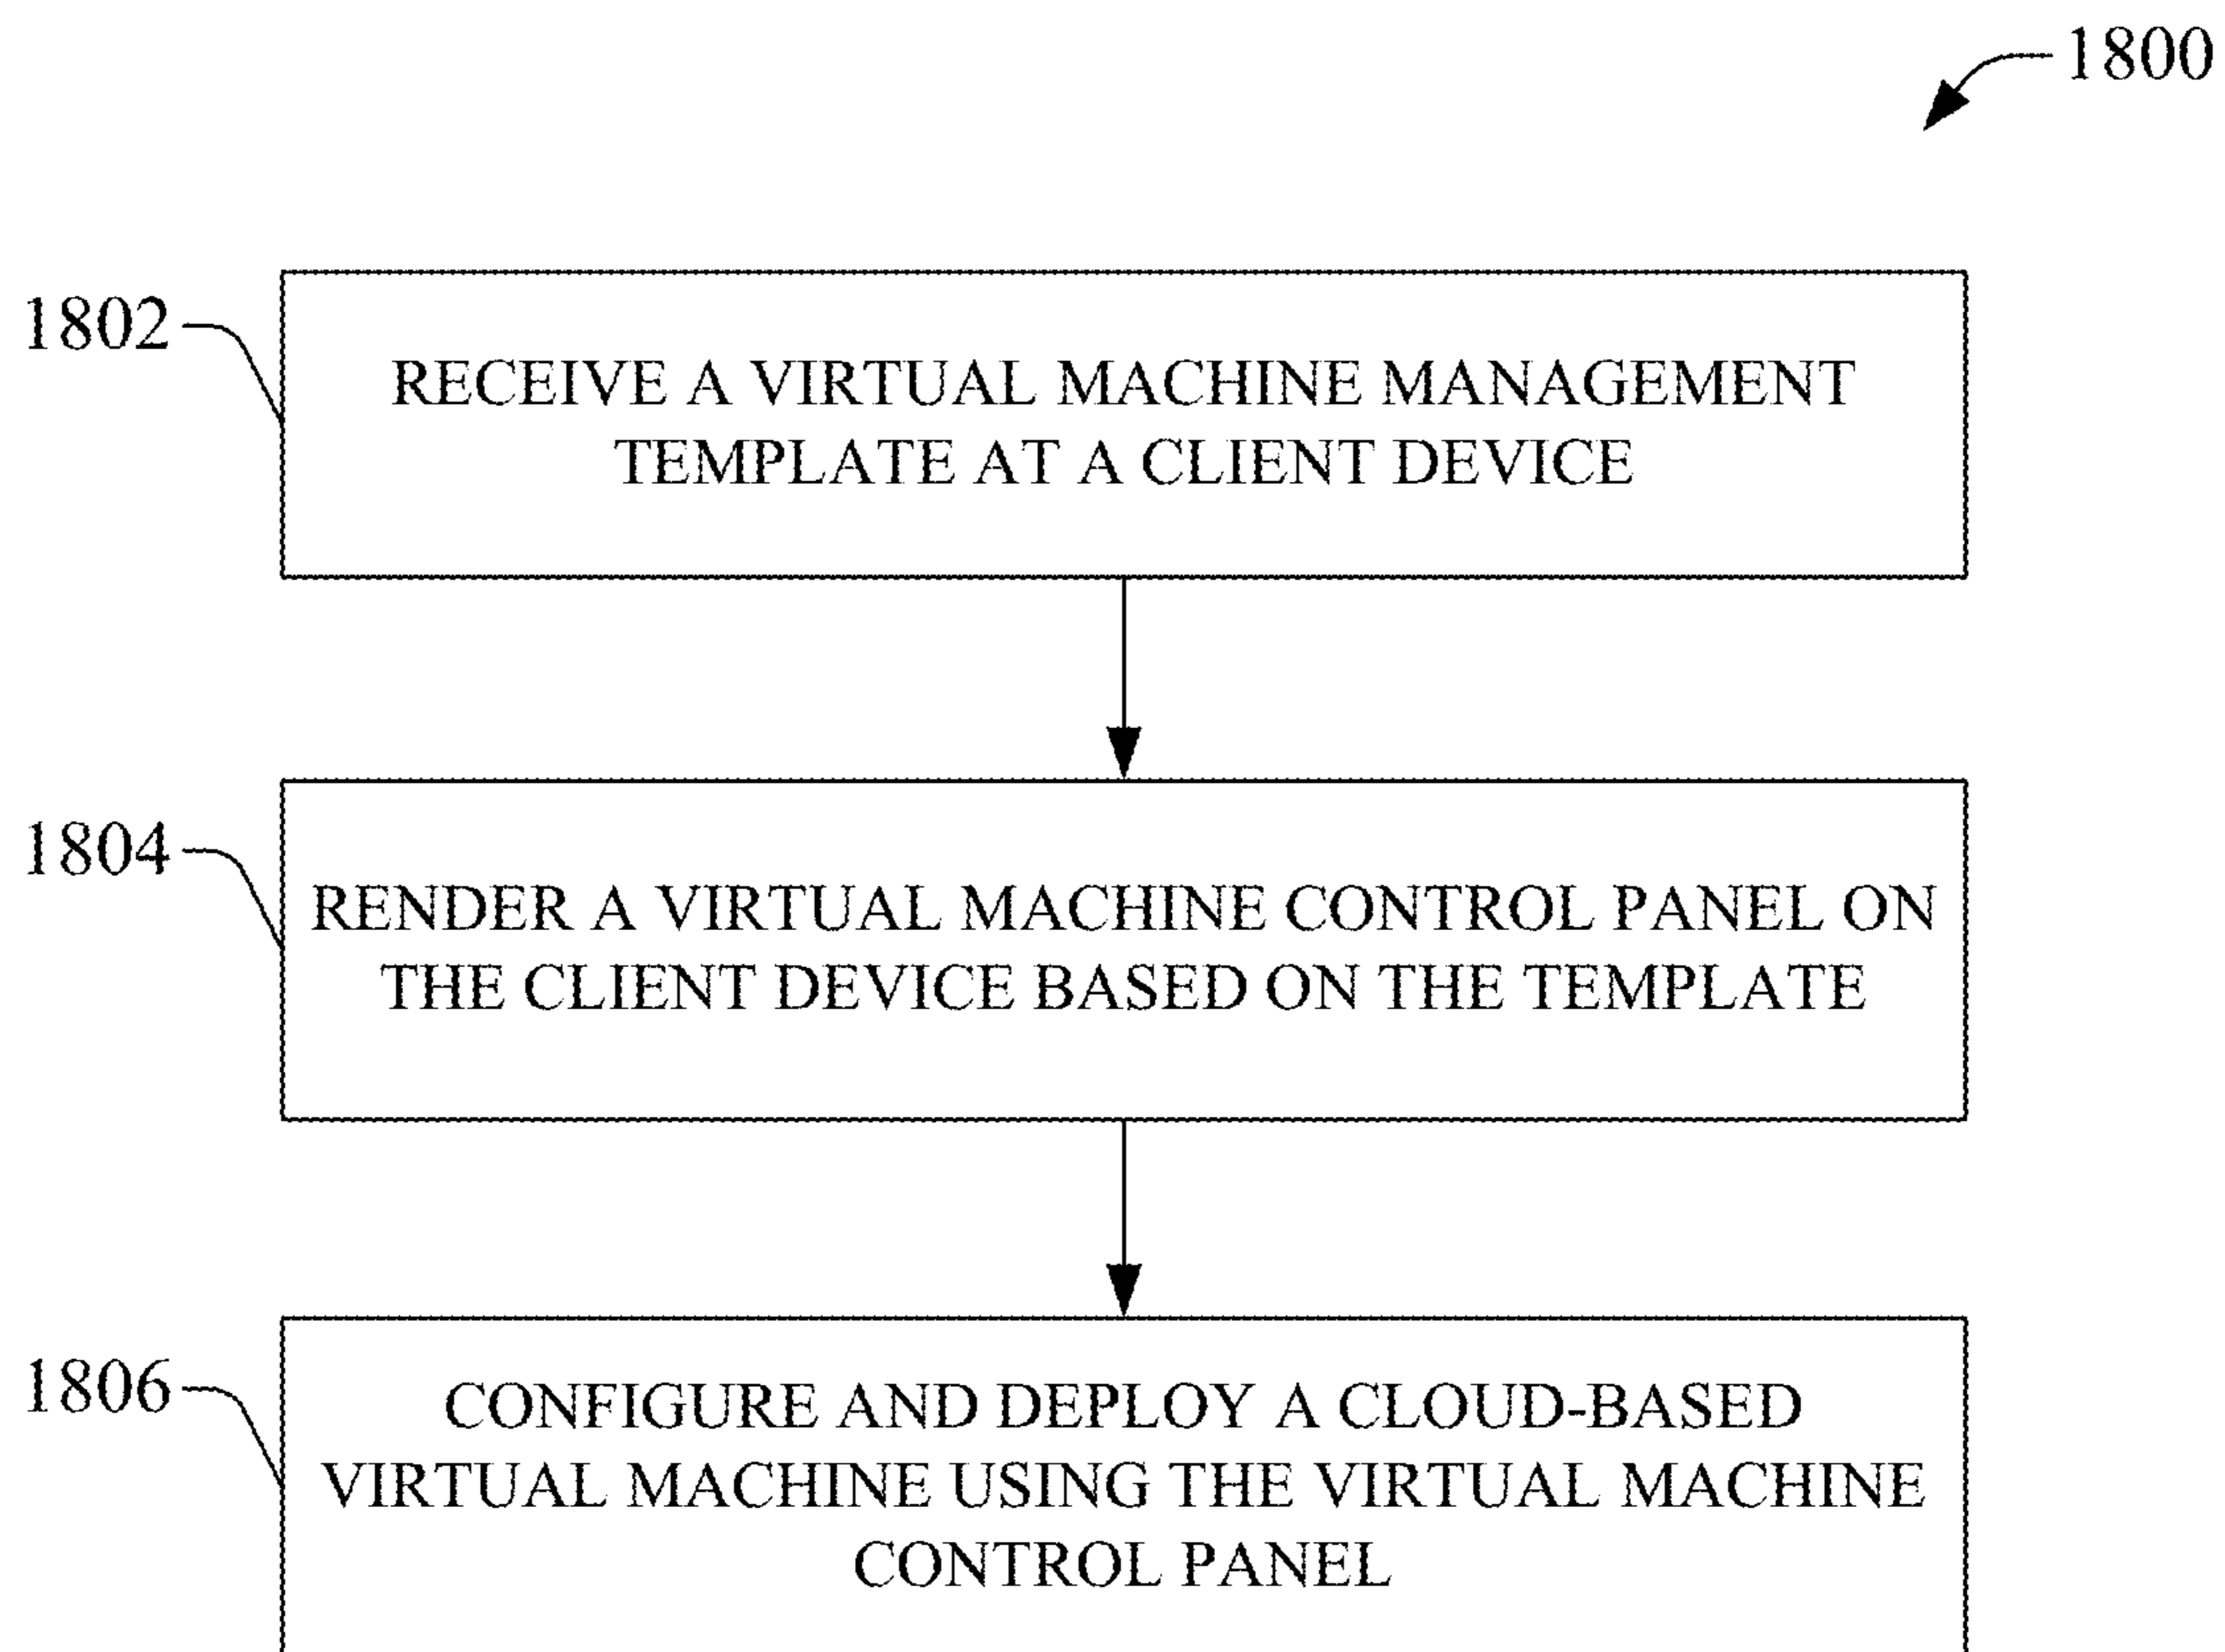 1800
1802
RECEIVE A VIRTUAL MACHINE MANAGEMENT
TEMPLATE AT A CLIENT DEVICE
1804
RENDER A VIRTUAL MACHINE CONTROL PANEL ON
THE CLIENT DEVICE BASED ON THE TEMPLATE
1806
CONFIGURE AND DEPLOY A CLOUD-BASED
VIRTUAL MACHINE USING THE VIRTUAL MACHINE
CONTROL PANEL